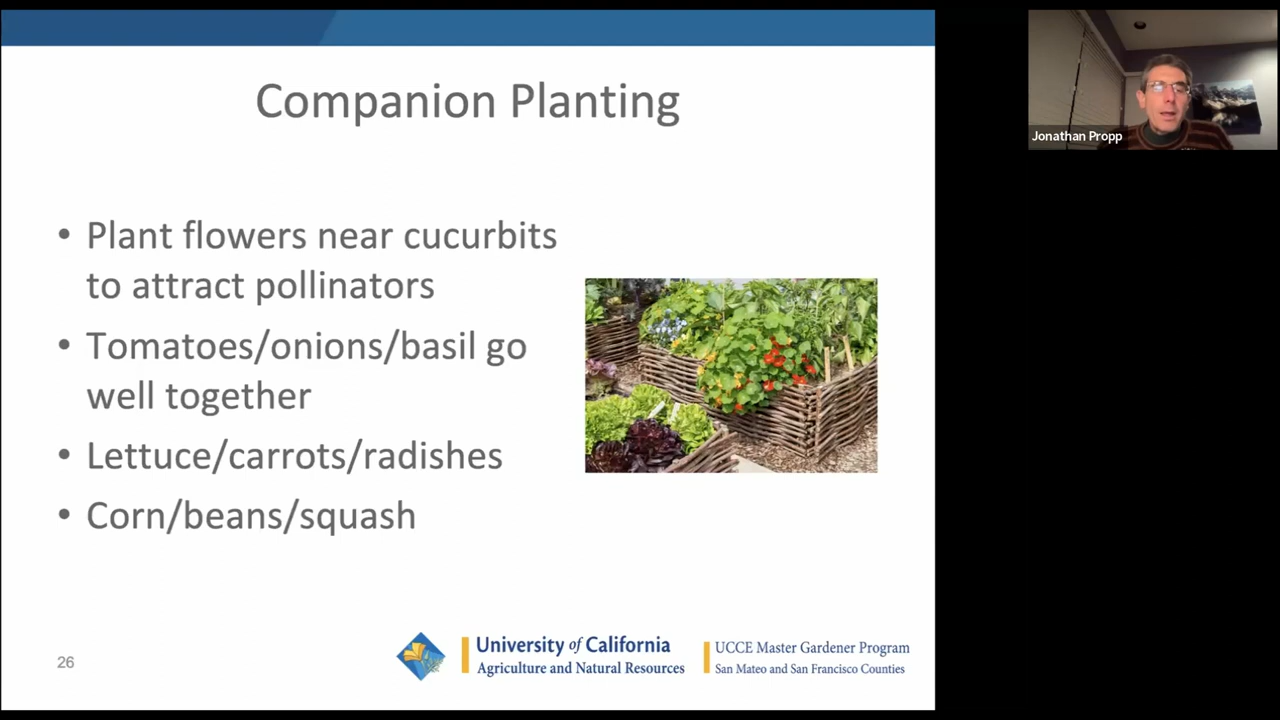 Companion Planting
• Plant flowers near cucurbits
to attract pollinators
• Tomatoes/onions/basil go
well together
• Lettuce/carrots/radishes
• Corn/beans/squash
26
University of California
Agriculture and Natural Resources
UCCE Master Gardener Program
San Mateo and San Francisco Counties
Jonathan Propp